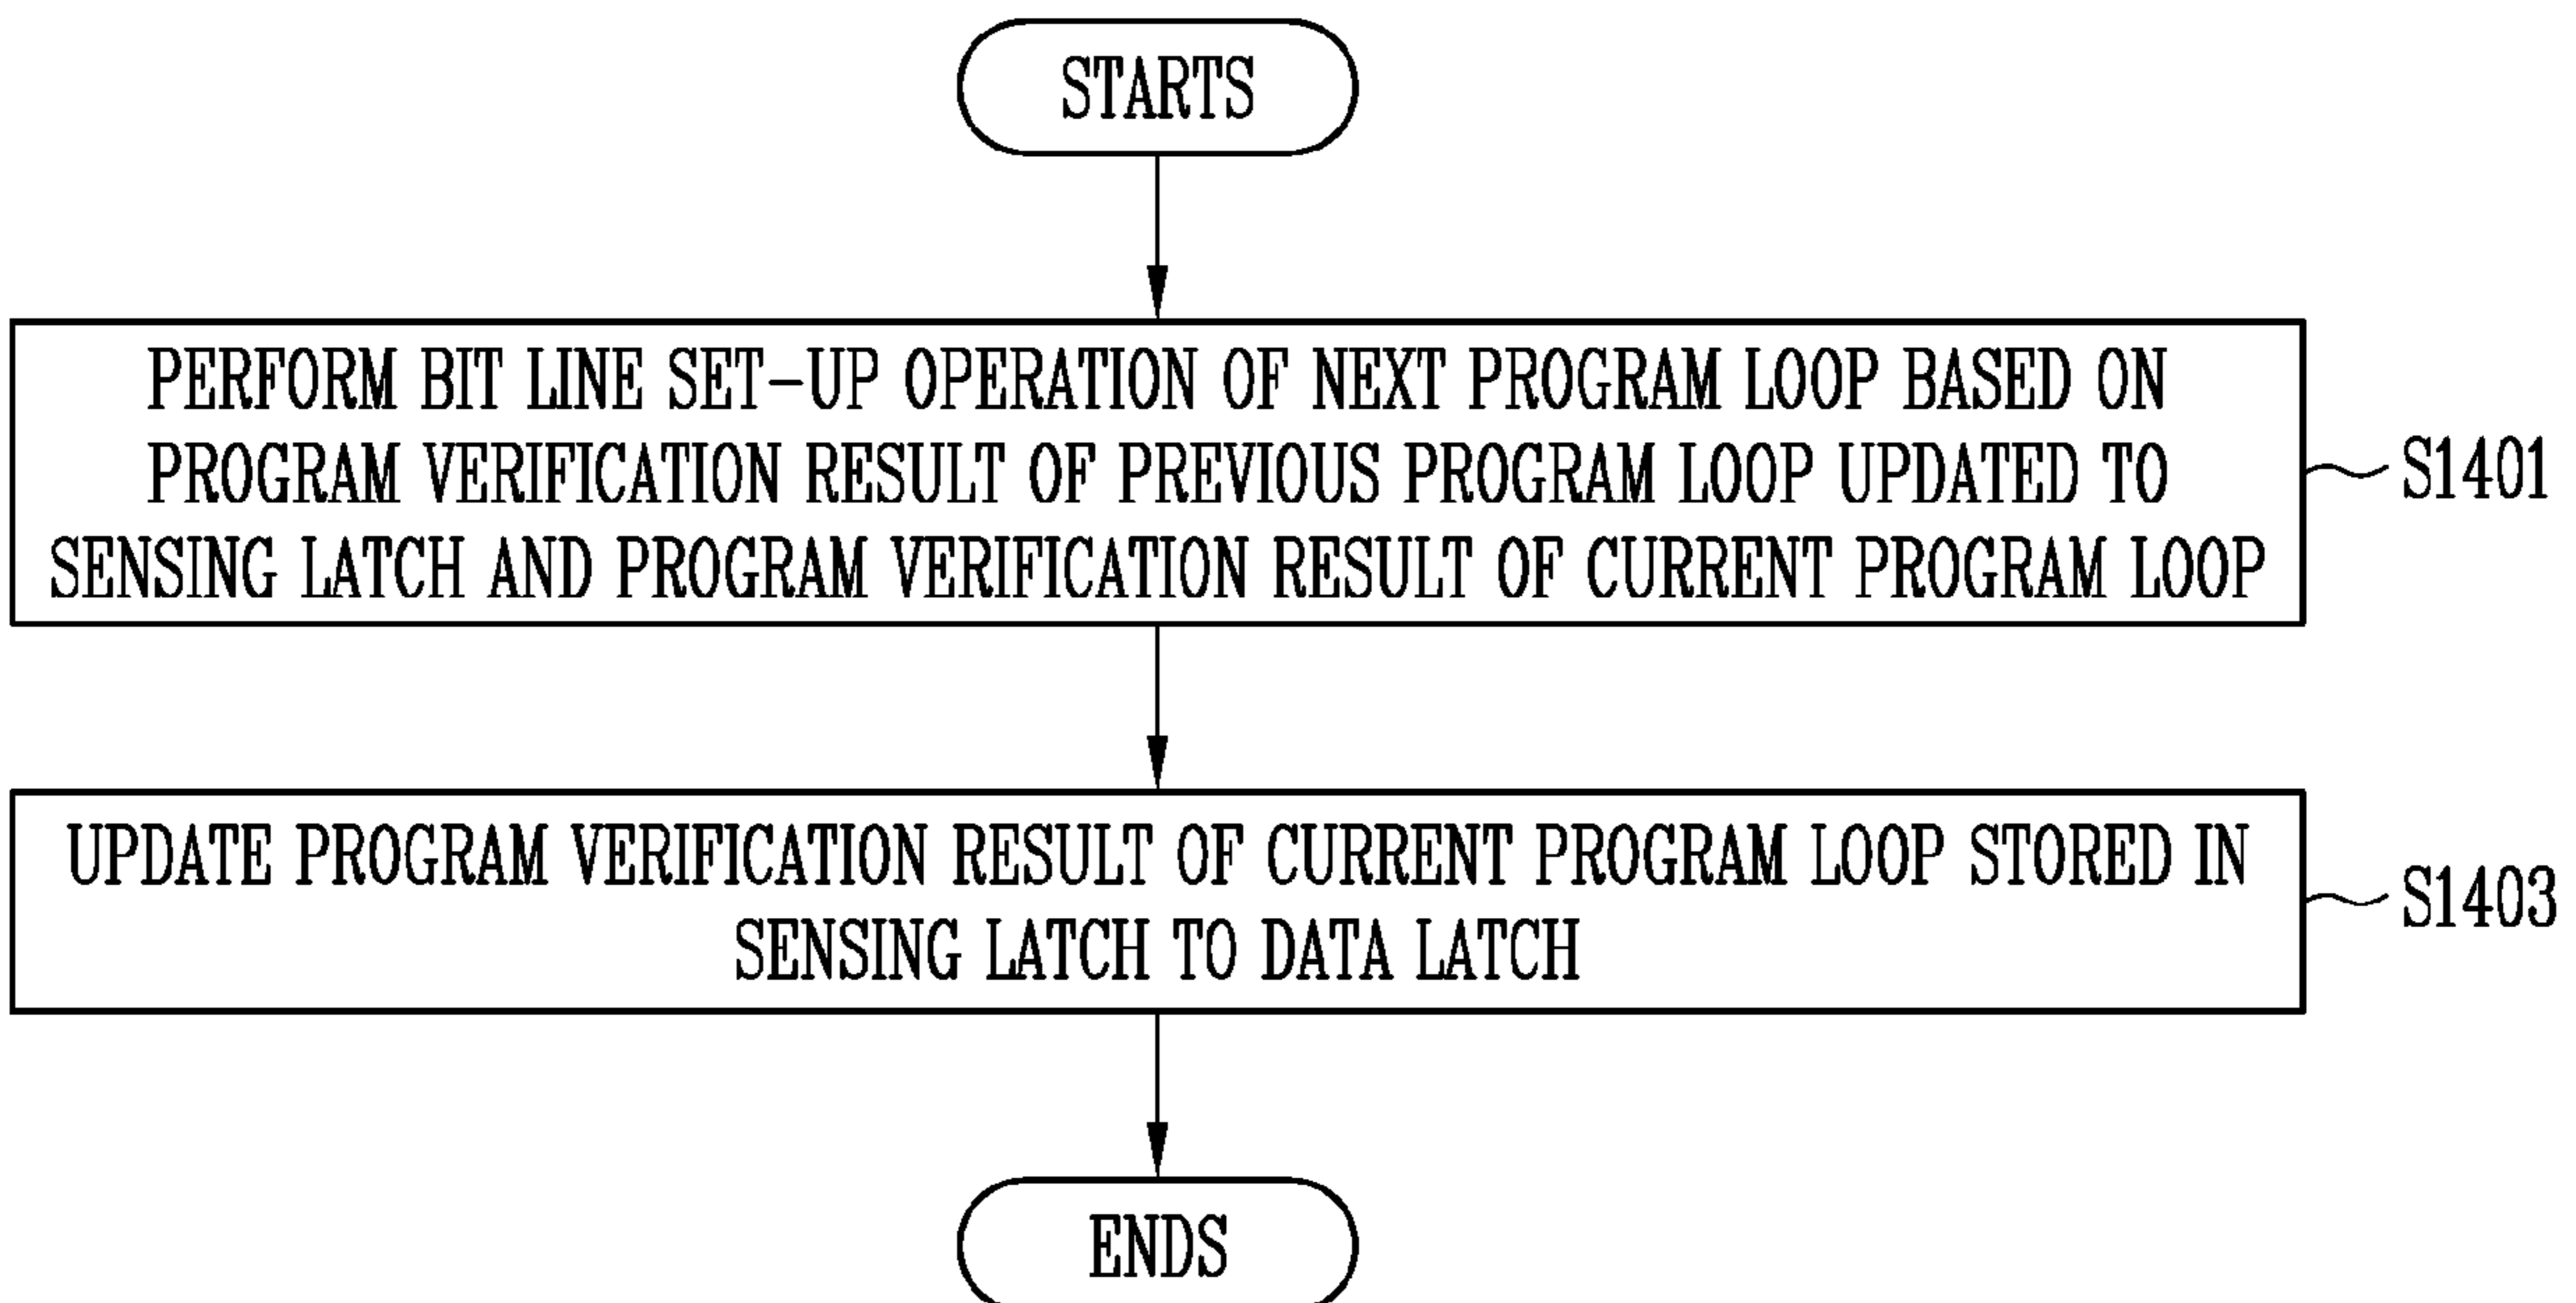 STARTS
PERFORM BIT LINE SET-UP OPERATION OF NEXT PROGRAM LOOP BASED ON
PROGRAM VERIFICATION RESULT OF PREVIOUS PROGRAM LOOP UPDATED TO
SENSING LATCH AND PROGRAM VERIFICATION RESULT OF CURRENT PROGRAM LOOP
S1401
UPDATE PROGRAM VERIFICATION RESULT OF CURRENT PROGRAM LOOP STORED IN
SENSING LATCH TO DATA LATCH
S1403
ENDS